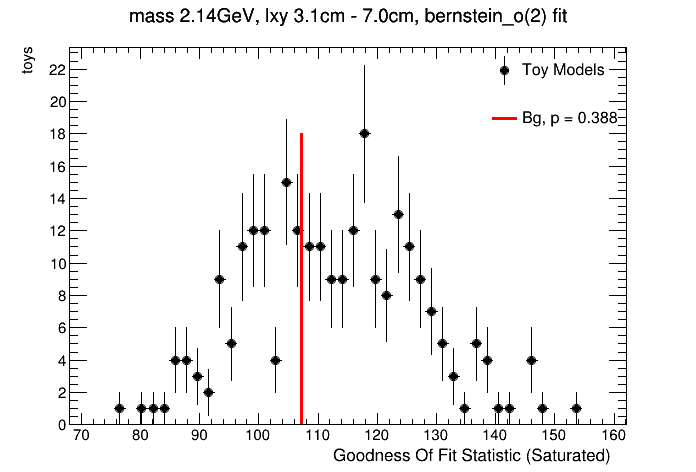 mass 2.14GeV, lxy 3.1cm - 7.0cm, bernstein_o(2) fit
toys
Toy Models
Bg, p = 0.388
22
20
18
16
14
12
10
8
6
4
2
0
70 80 90 100 110 120 130 140 150 160
Goodness Of Fit Statistic (Saturated)